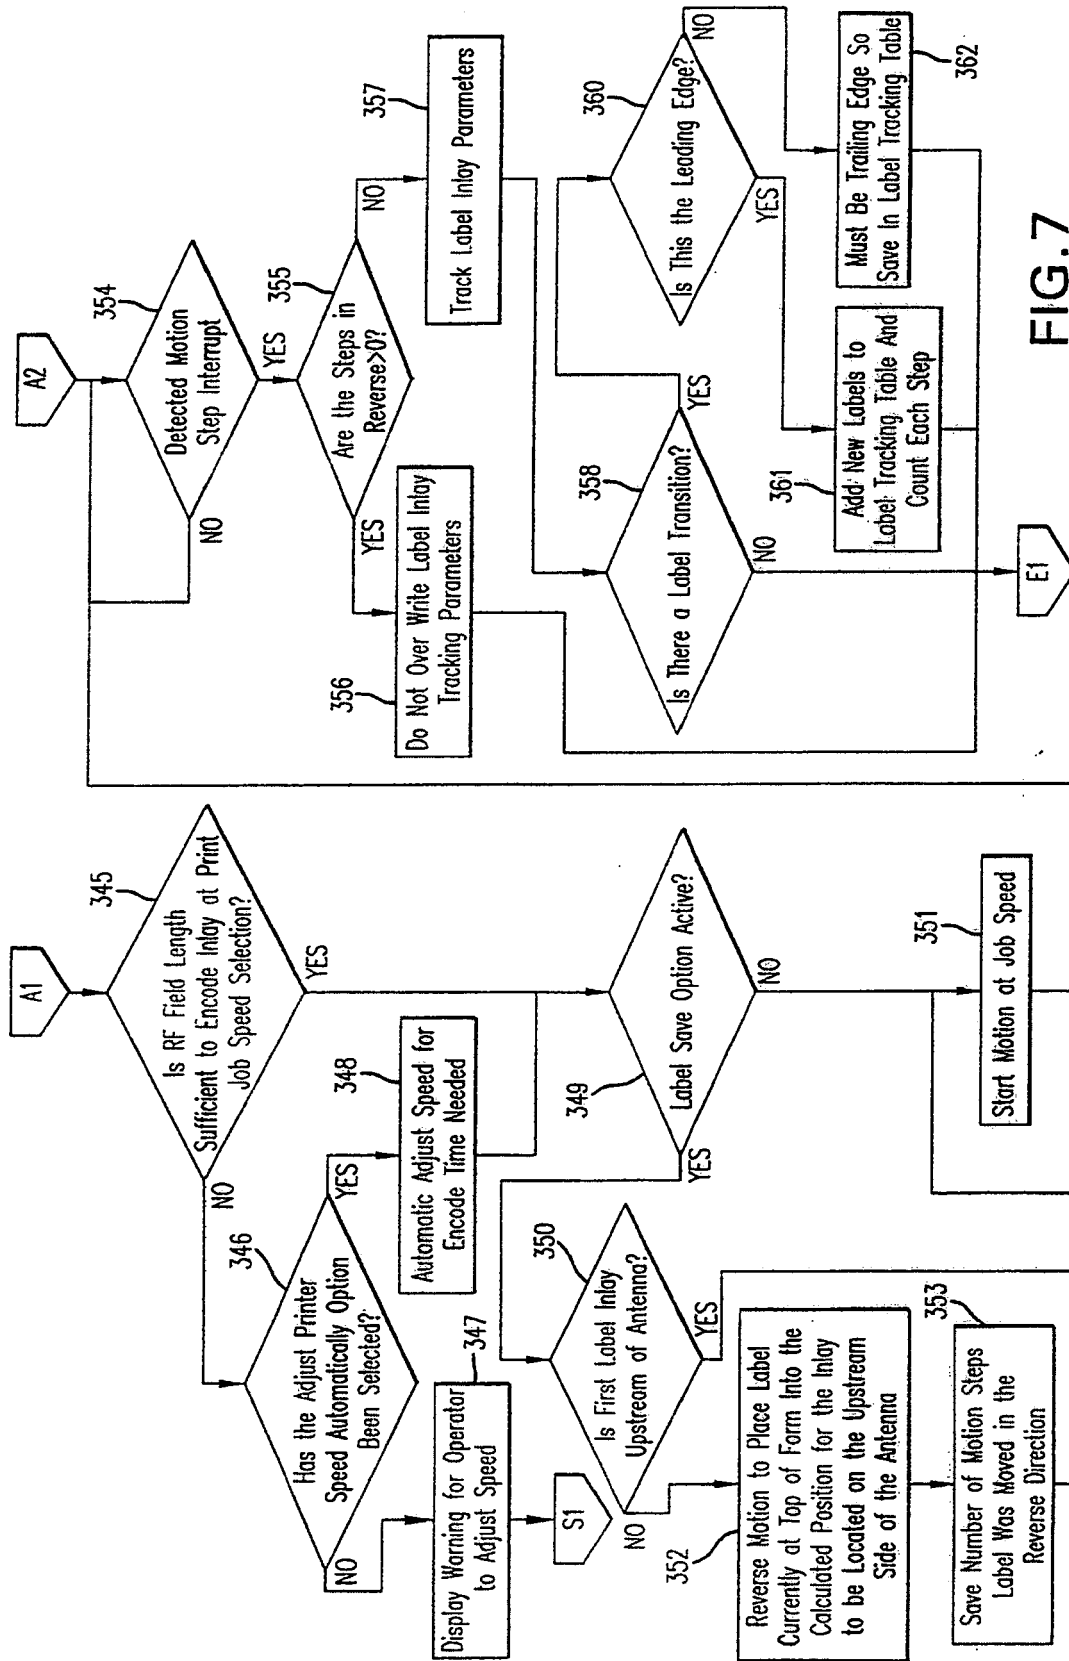 A1
345
Is RF Field Length
Sufficient to Encode Inlay at Print
Job Speed Selection?
NO
YES
346
Has the Adjust Printer
Speed Automatically Option
Been Selected?
NO
YES
347
Display Warning for Operator
to Adjust Speed
S1
348
Automatic Adjust Speed for
Encode Time Needed
349
Label Save Option Active?
YES
NO
350
Is First Label Inlay
Upstream of Antenna?
NO
YES
351
Start Motion at Job Speed
352
Reverse Motion to Place Label
Currently at Top of Form Into the
Calculated Position for the Inlay
to be Located on the Upstream
Side of the Antenna
353
Save Number of Motion Steps
Label Was Moved in the
Reverse Direction
A2
354
Detected Motion
Step Interrupt
NO
YES
355
Are the Steps in
Reverse>0?
YES
NO
356
Do Not Over Write Label Inlay
Tracking Parameters
357
Track Label Inlay Parameters
358
Is There a Label Transition?
YES
NO
360
Is This the Leading Edge?
NO
YES
361
Add New Labels to
Label Tracking Table And
Count Each Step
362
Must Be Trailing Edge So
Save In Label Tracking Table
E1
FIG.7